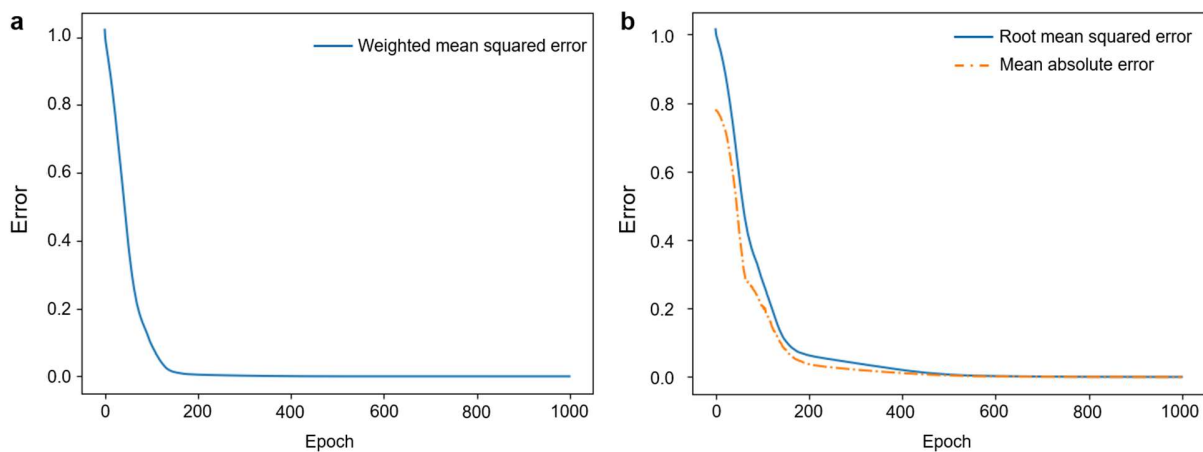 a
Weighted mean squared error
1.0
0.8
0.6
0.4
0.2
0.0
Error
0 200 400 600 800 1000
Epoch
b
Root mean squared error
Mean absolute error
1.0
0.8
0.6
0.4
0.2
0.0
Error
0 200 400 600 800 1000
Epoch